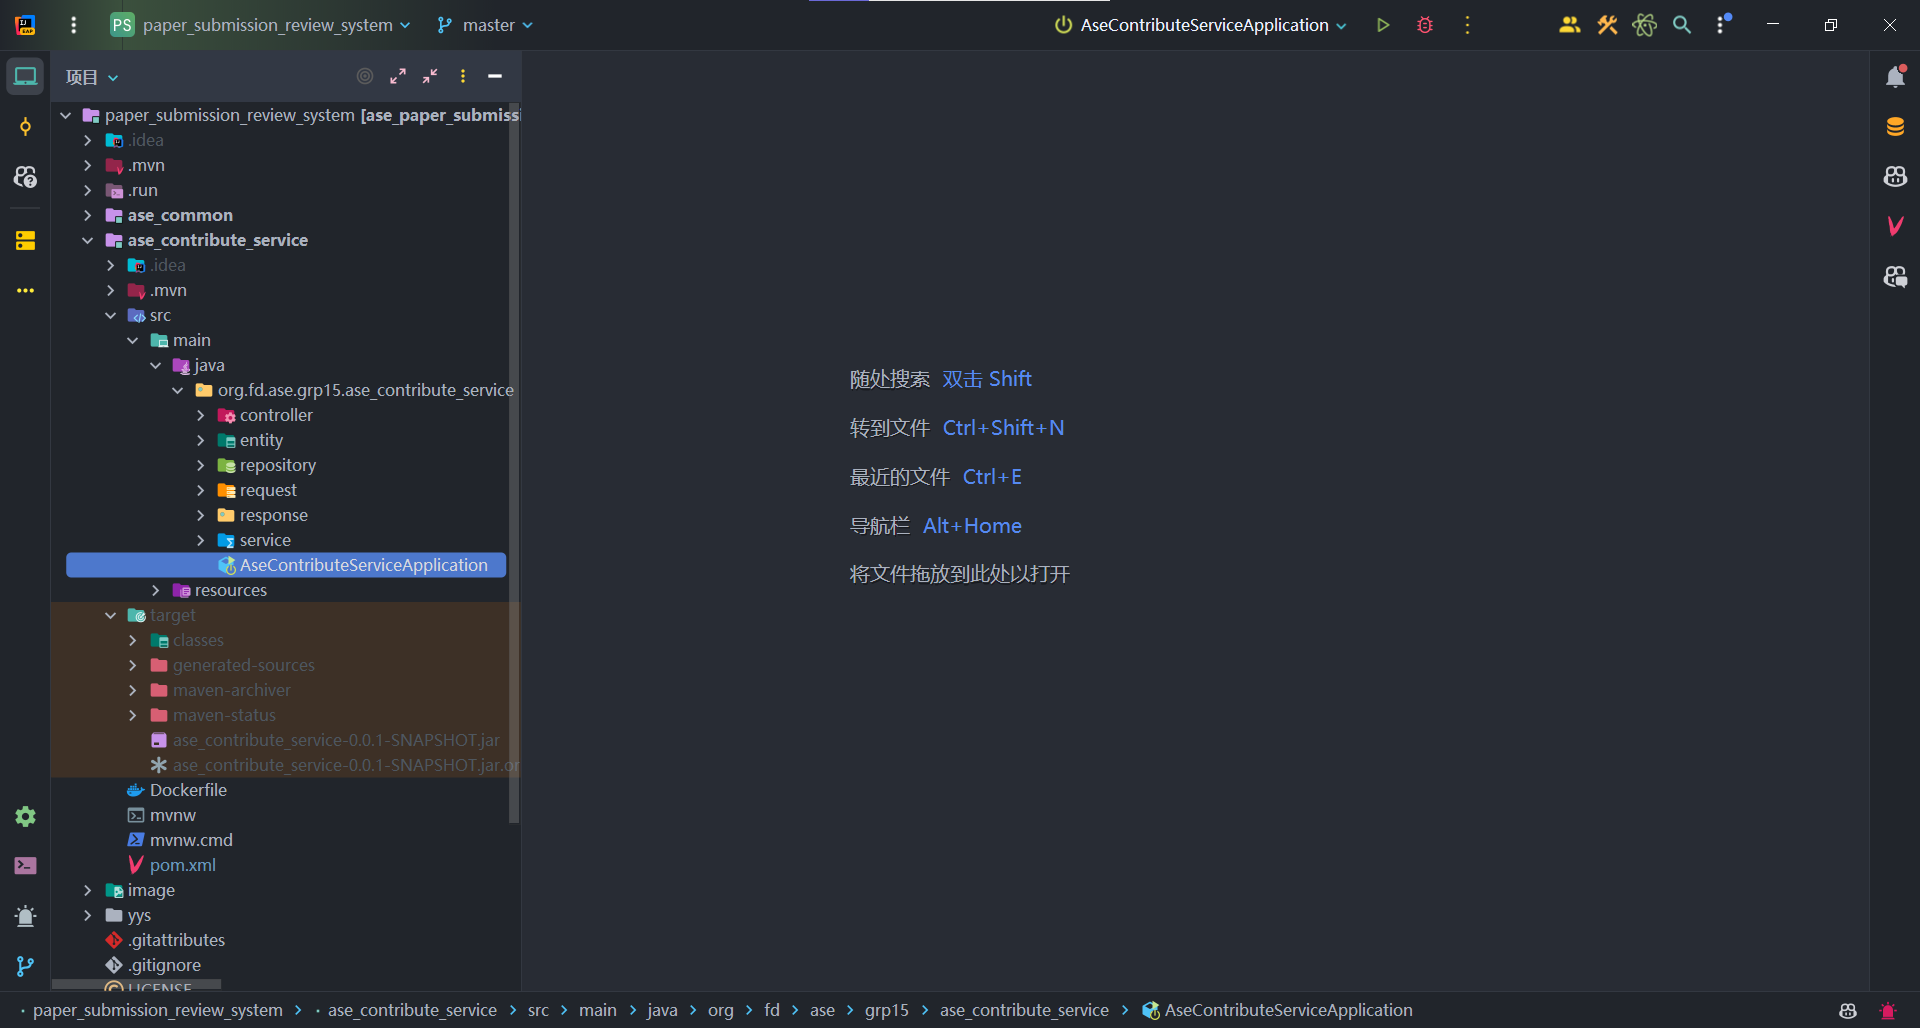 PS paper_submission_review_system master AseContributeServiceApplication
项目
paper_submission_review_system [ase_paper_submissi
.idea
.mvn
.run
ase_common
ase_contribute_service
.idea
.mvn
src
main
java
org.fd.ase.grp15.ase_contribute_service
controller
entity
repository
request
response
service
AseContributeServiceApplication
resources
target
classes
generated-sources
maven-archiver
maven-status
ase_contribute_service-0.0.1-SNAPSHOT.jar
ase_contribute_service-0.0.1-SNAPSHOT.jar.or
Dockerfile
mvnw
mvnw.cmd
pom.xml
image
yys
.gitattributes
.gitignore
LICENSE
随处搜索 双击 Shift
转到文件 Ctrl+Shift+N
最近的文件 Ctrl+E
导航栏 Alt+Home
将文件拖放到此处以打开
paper_submission_review_system ase_contribute_service src main java org fd ase grp15 ase_contribute_service AseContributeServiceApplication